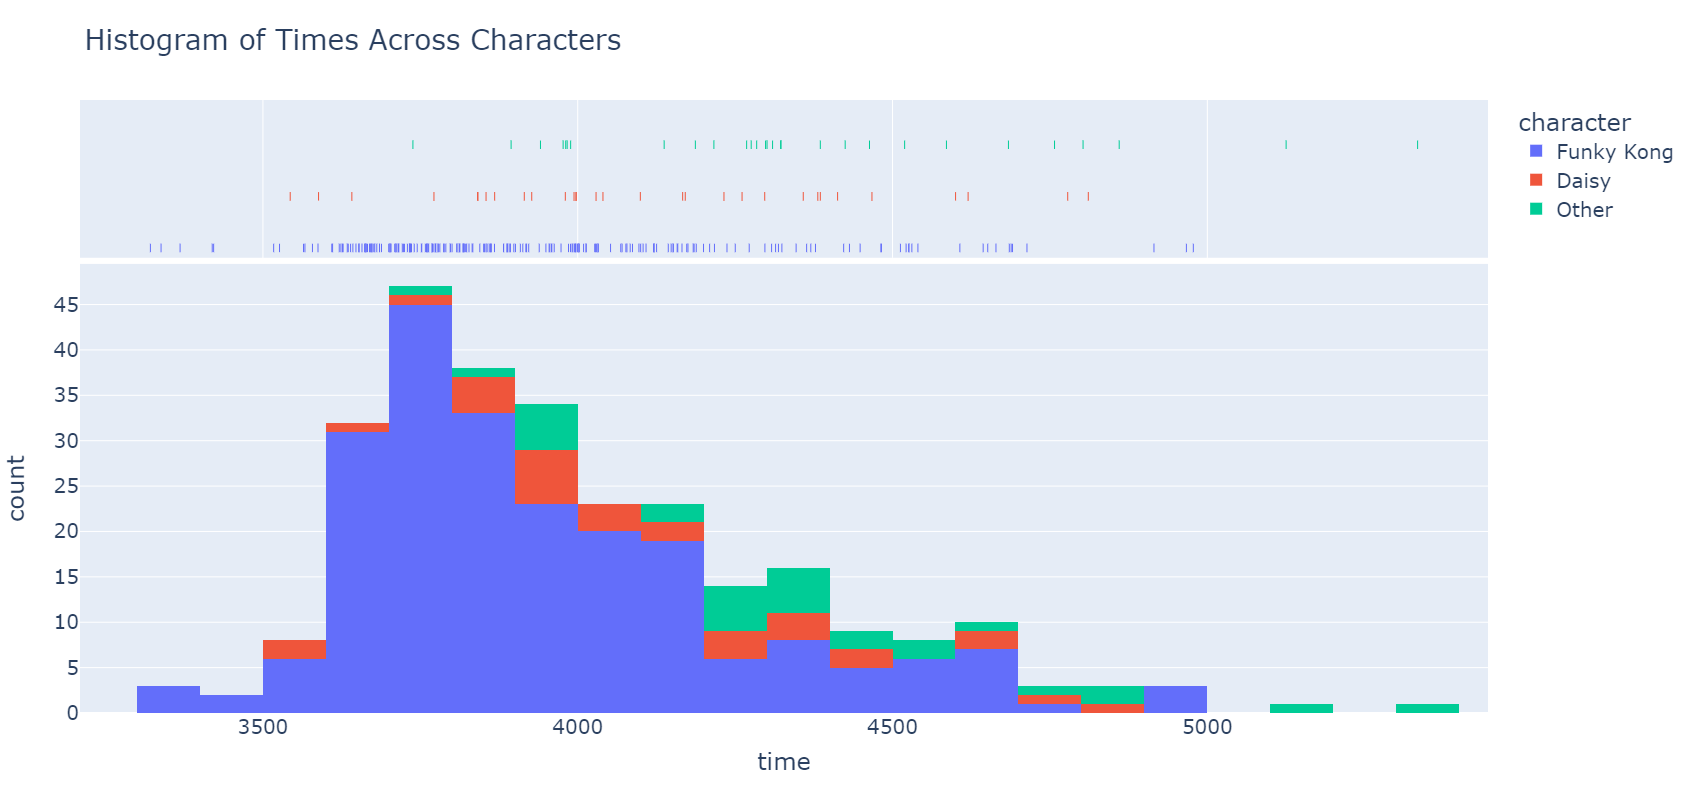 Histogram of Times Across Characters
character
Funky Kong
Daisy
Other
45
40
35
30
25
20
15
10
5
0
count
3500 4000 4500 5000
time